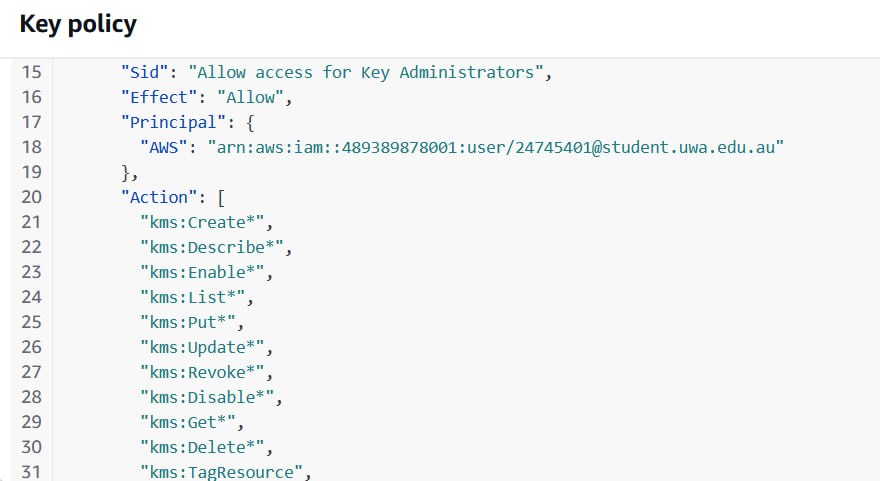 Key policy
15 "Sid": "Allow access for Key Administrators",
16 "Effect": "Allow",
17 "Principal": {
18 "AWS": "arn:aws:iam::489389878001:user/24745401@student.uwa.edu.au"
19 },
20 "Action": [
21 "kms:Create*",
22 "kms:Describe*",
23 "kms:Enable*",
24 "kms:List*",
25 "kms:Put*",
26 "kms:Update*",
27 "kms:Revoke*",
28 "kms:Disable*",
29 "kms:Get*",
30 "kms:Delete*",
31 "kms:TagResource",